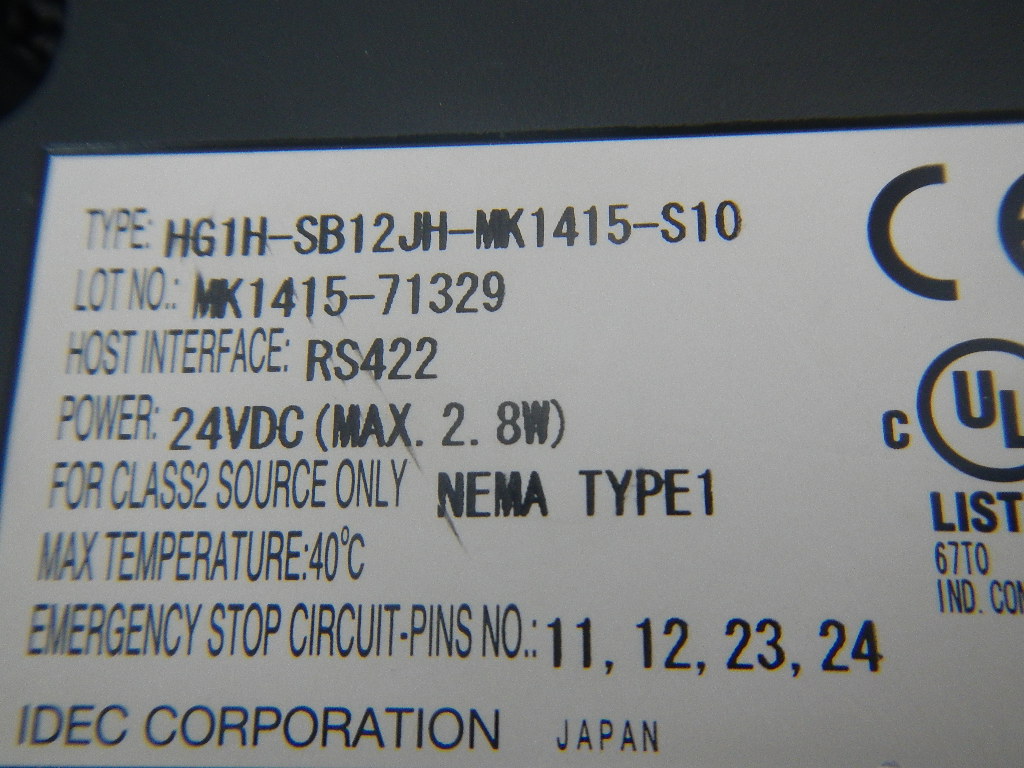 TYPE: HG1H-SB12JH-MK1415-S10
LOT NO.: MK1415-71329
HOST INTERFACE: RS422
POWER: 24VDC (MAX. 2. 8W)
FOR CLASS2 SOURCE ONLY NEMA TYPE1
MAX TEMPERATURE:40°C
EMERGENCY STOP CIRCUIT-PINS NO.: 11, 12, 23, 24
IDEC CORPORATION JAPAN
CE
C UL
LIST
67TO
IND. CON